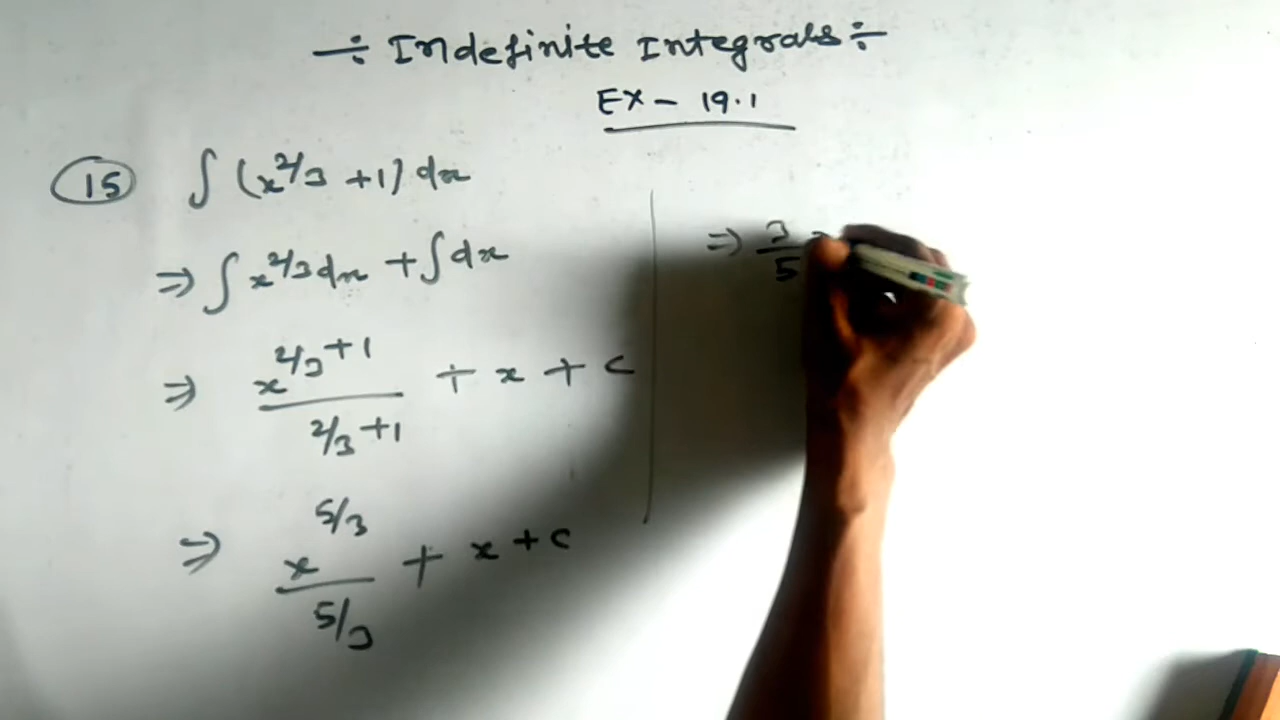 ÷ Indefinite Integrals ÷
EX - 19.1
15 ∫ (x^2/3 + 1) dx
⇒ ∫ x^2/3 dx + ∫ dx
⇒ x^2/3+1 / 2/3+1 + x + c
⇒ x^5/3 / 5/3 + x + c
⇒ 3/5